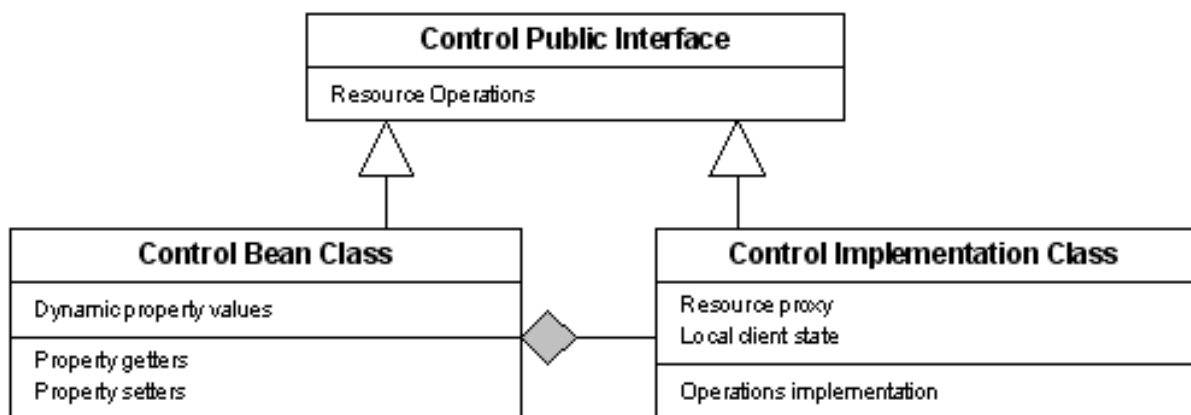 Control Public Interface
Resource Operations
Control Bean Class
Dynamic property values
Property getters
Property setters
Control Implementation Class
Resource proxy
Local client state
Operations implementation